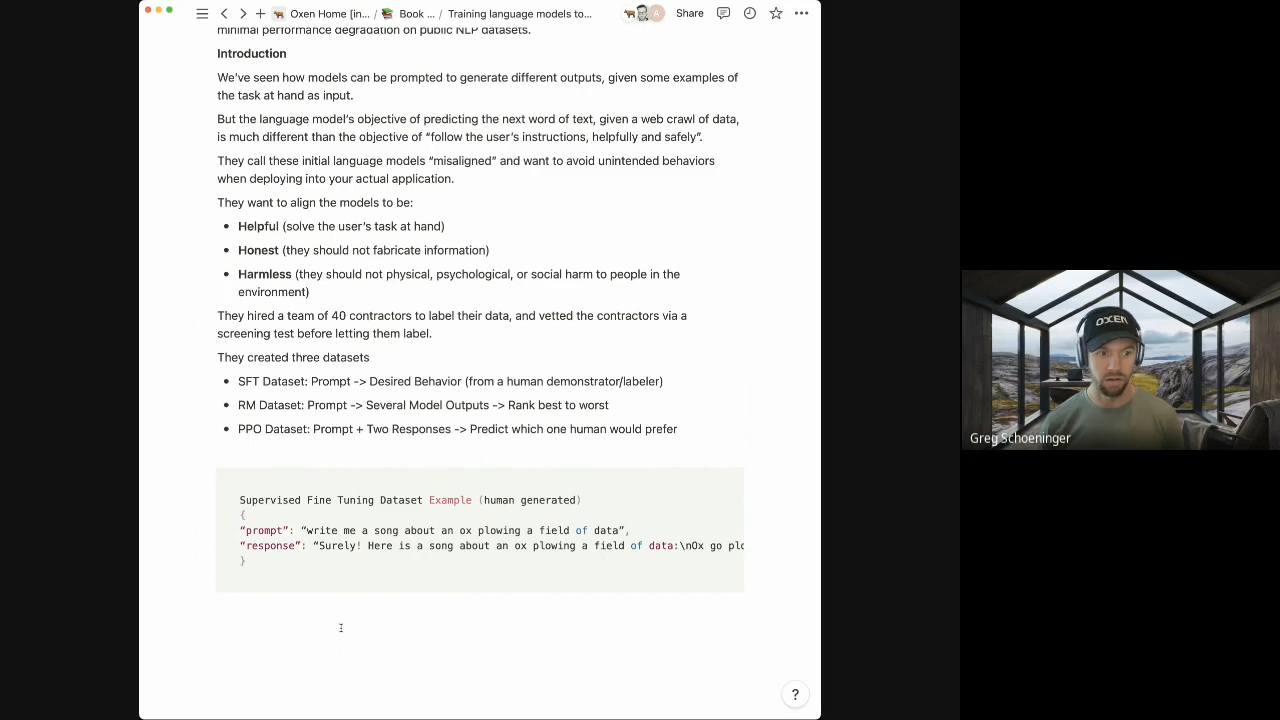 Oxen Home [in... / Book ... / Training language models to... Share
minimal performance degradation on public NLP datasets.
Introduction
We've seen how models can be prompted to generate different outputs, given some examples of
the task at hand as input.
But the language model's objective of predicting the next word of text, given a web crawl of data,
is much different than the objective of “follow the user's instructions, helpfully and safely”.
They call these initial language models “misaligned” and want to avoid unintended behaviors
when deploying into your actual application.
They want to align the models to be:
• Helpful (solve the user's task at hand)
• Honest (they should not fabricate information)
• Harmless (they should not physical, psychological, or social harm to people in the
environment)
They hired a team of 40 contractors to label their data, and vetted the contractors via a
screening test before letting them label.
They created three datasets
• SFT Dataset: Prompt -> Desired Behavior (from a human demonstrator/labeler)
• RM Dataset: Prompt -> Several Model Outputs -> Rank best to worst
• PPO Dataset: Prompt + Two Responses -> Predict which one human would prefer
Supervised Fine Tuning Dataset Example (human generated)
{
“prompt”: “write me a song about an ox plowing a field of data”,
“response”: “Surely! Here is a song about an ox plowing a field of data:\nOx go plo
}
?
OXEN
Greg Schoeninger